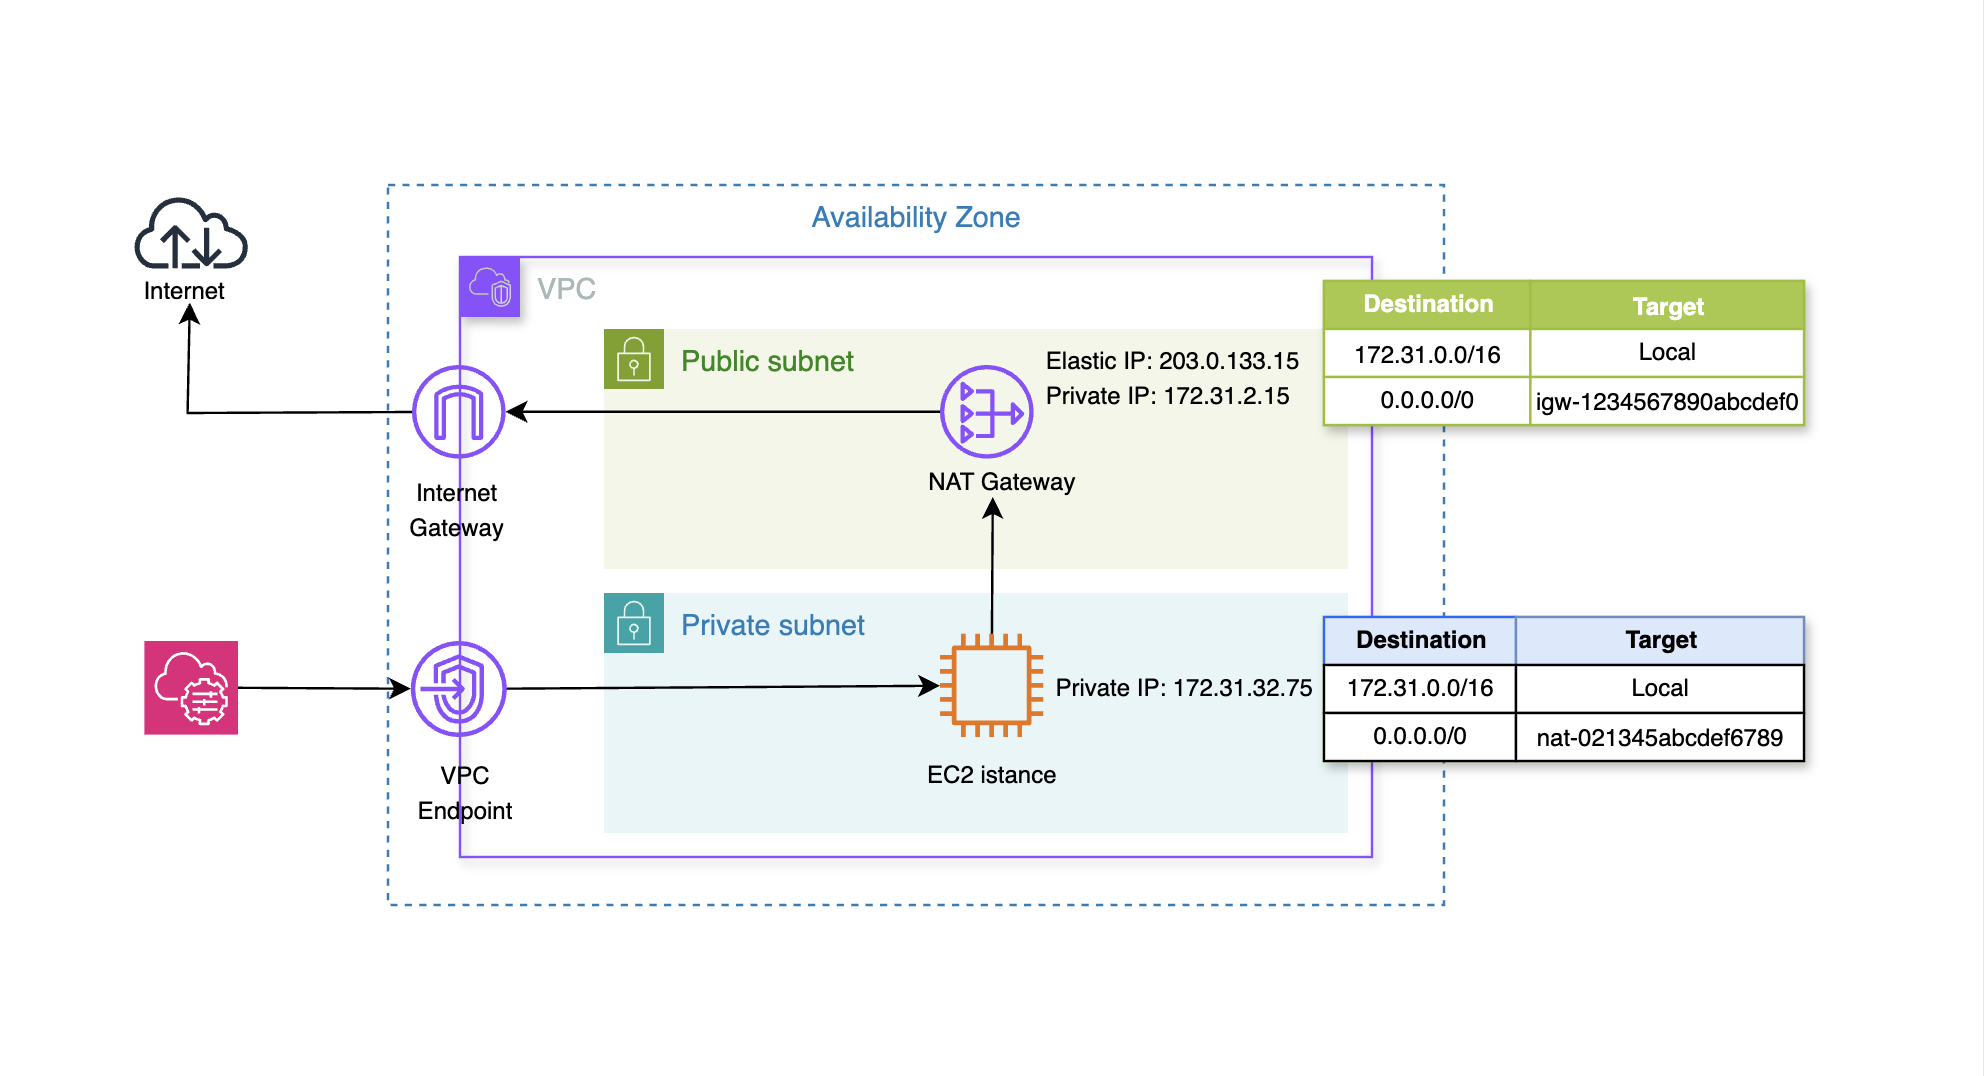 Availability Zone
Internet
VPC
Public subnet
Elastic IP: 203.0.133.15
Private IP: 172.31.2.15
Destination Target
172.31.0.0/16 Local
0.0.0.0/0 igw-1234567890abcdef0
NAT Gateway
Internet
Gateway
Private subnet
Private IP: 172.31.32.75
Destination Target
172.31.0.0/16 Local
0.0.0.0/0 nat-021345abcdef6789
EC2 istance
VPC
Endpoint